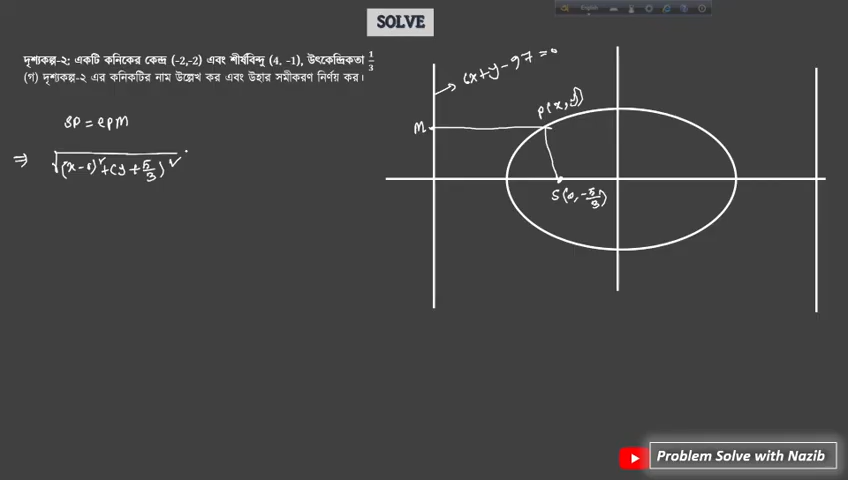 SOLVE
দৃশ্যকল্প-২: একটি কনিকের কেন্দ্র (-2,-2) এবং শীর্ষবিন্দু (4, -1), উৎকেন্দ্রিকতা 1/3
(গ) দৃশ্যকল্প-২ এর কনিকটির নাম উল্লেখ কর এবং উহার সমীকরণ নির্ণয় কর।
6x+y-97=0
P(x,y)
M
SP = ePM
⇒ √(x-0)²+(y+5/3)²
S(0,-5/3)
Problem Solve with Nazib